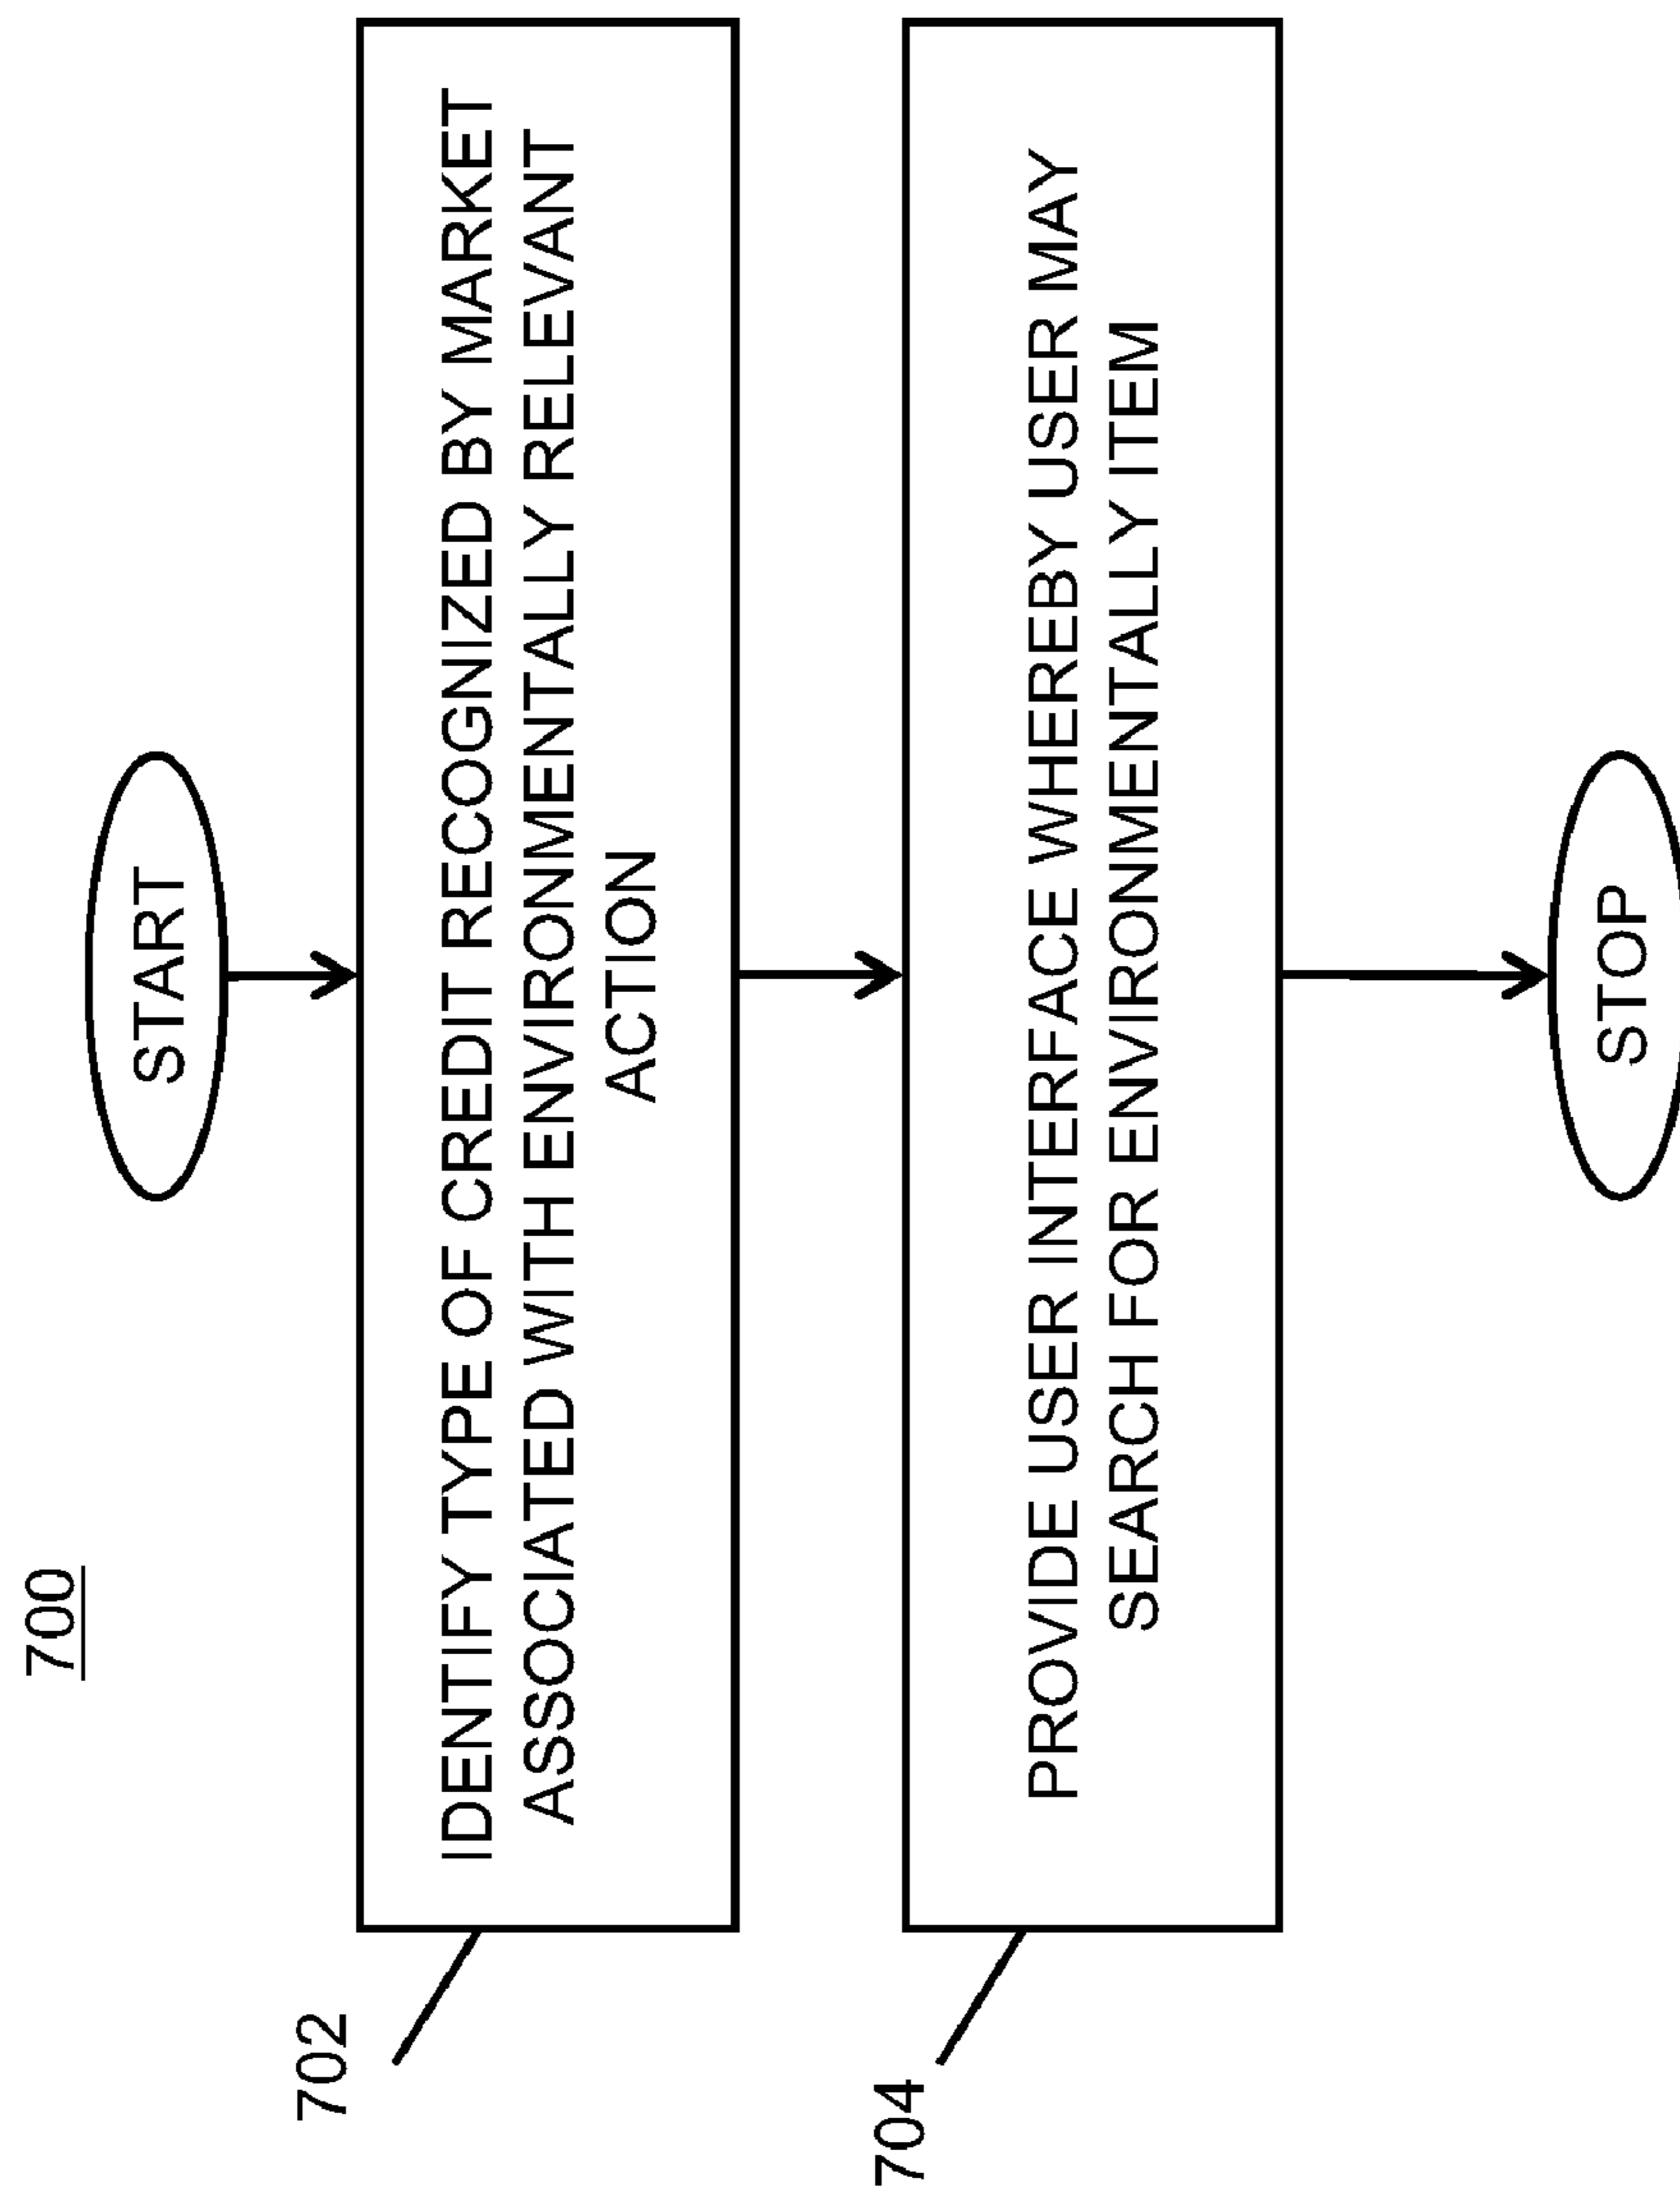 700
START
702
IDENTIFY TYPE OF CREDIT RECOGNIZED BY MARKET
ASSOCIATED WITH ENVIRONMENTALLY RELEVANT
ACTION
704
PROVIDE USER INTERFACE WHEREBY USER MAY
SEARCH FOR ENVIRONMENTALLY ITEM
STOP